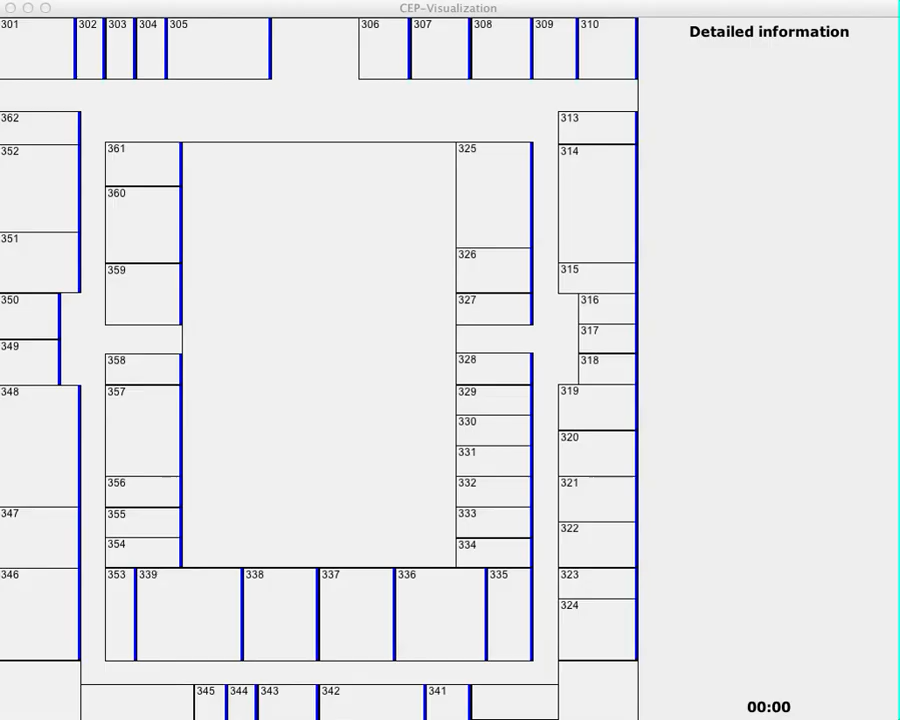 CEP-Visualization
301 302 303 304 305 306 307 308 309 310
Detailed information
362 313
352 361 325 314
360
351 326
359 315
350 327 316
317
349 358 328 318
348 357 329 319
330
331 320
356 332 321
347 355 333
322
354 334
346 353 339 338 337 336 335 323
324
345 344 343 342 341
00:00